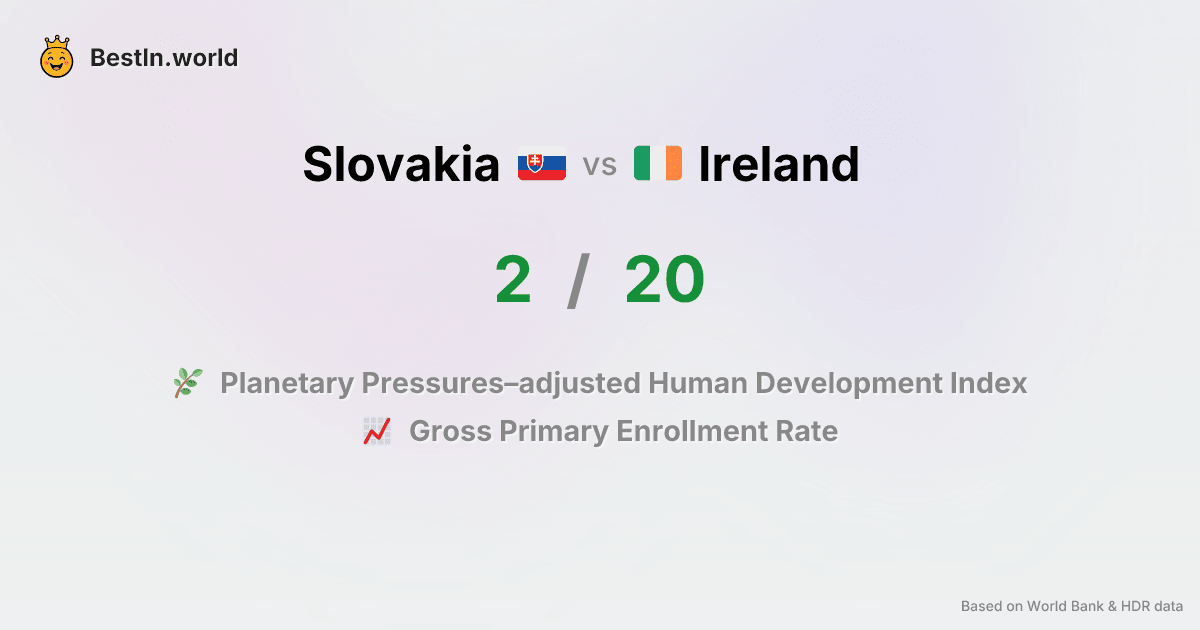 BestIn.world
Slovakia vs Ireland
2 / 20
Planetary Pressures–adjusted Human Development Index
Gross Primary Enrollment Rate
Based on World Bank & HDR data